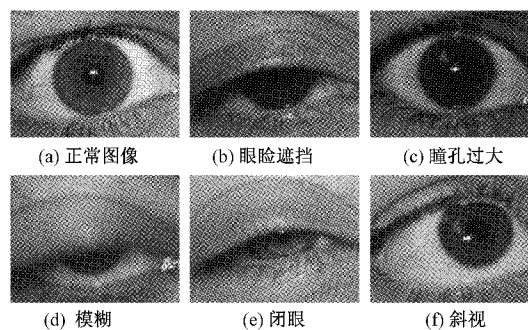 (a) 正常图像
(b) 眼睑遮挡
(c) 瞳孔过大
(d) 模糊
(e) 闭眼
(f) 斜视